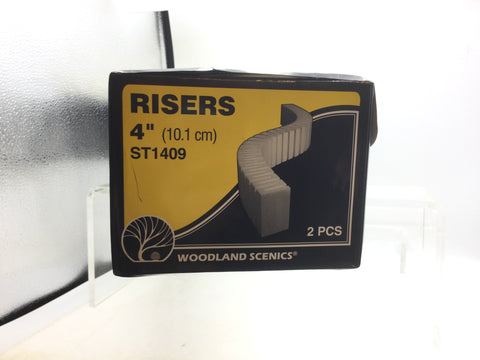 RISERS
4" (10.1 cm)
ST1409
2 PCS
WOODLAND SCENICS®